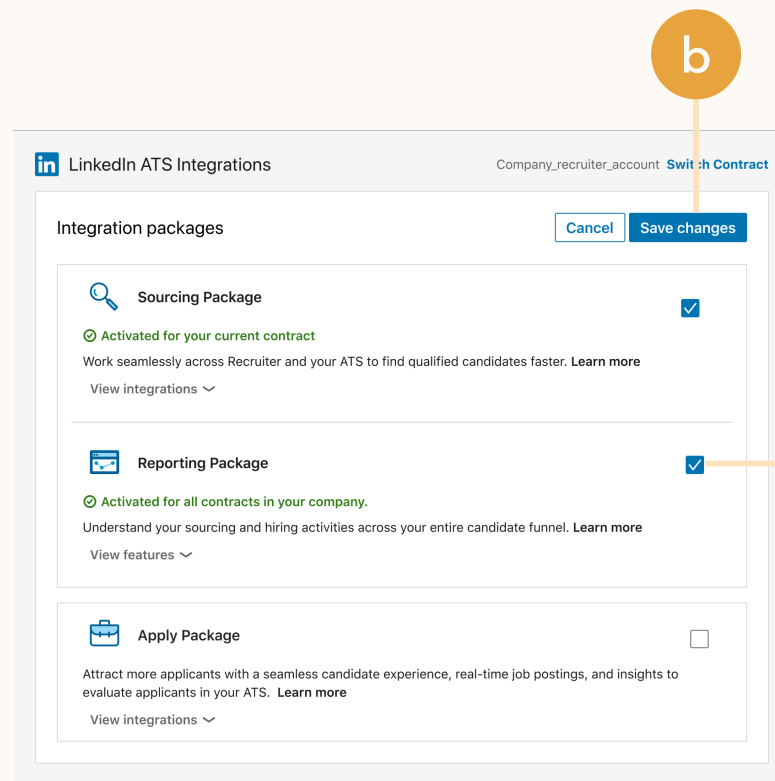 b
in LinkedIn ATS Integrations
Company_recruiter_account Switch Contract
Integration packages
Cancel Save changes
Sourcing Package
Activated for your current contract
Work seamlessly across Recruiter and your ATS to find qualified candidates faster. Learn more
View integrations
Reporting Package
Activated for all contracts in your company.
Understand your sourcing and hiring activities across your entire candidate funnel. Learn more
View features
Apply Package
Attract more applicants with a seamless candidate experience, real-time job postings, and insights to
evaluate applicants in your ATS. Learn more
View integrations